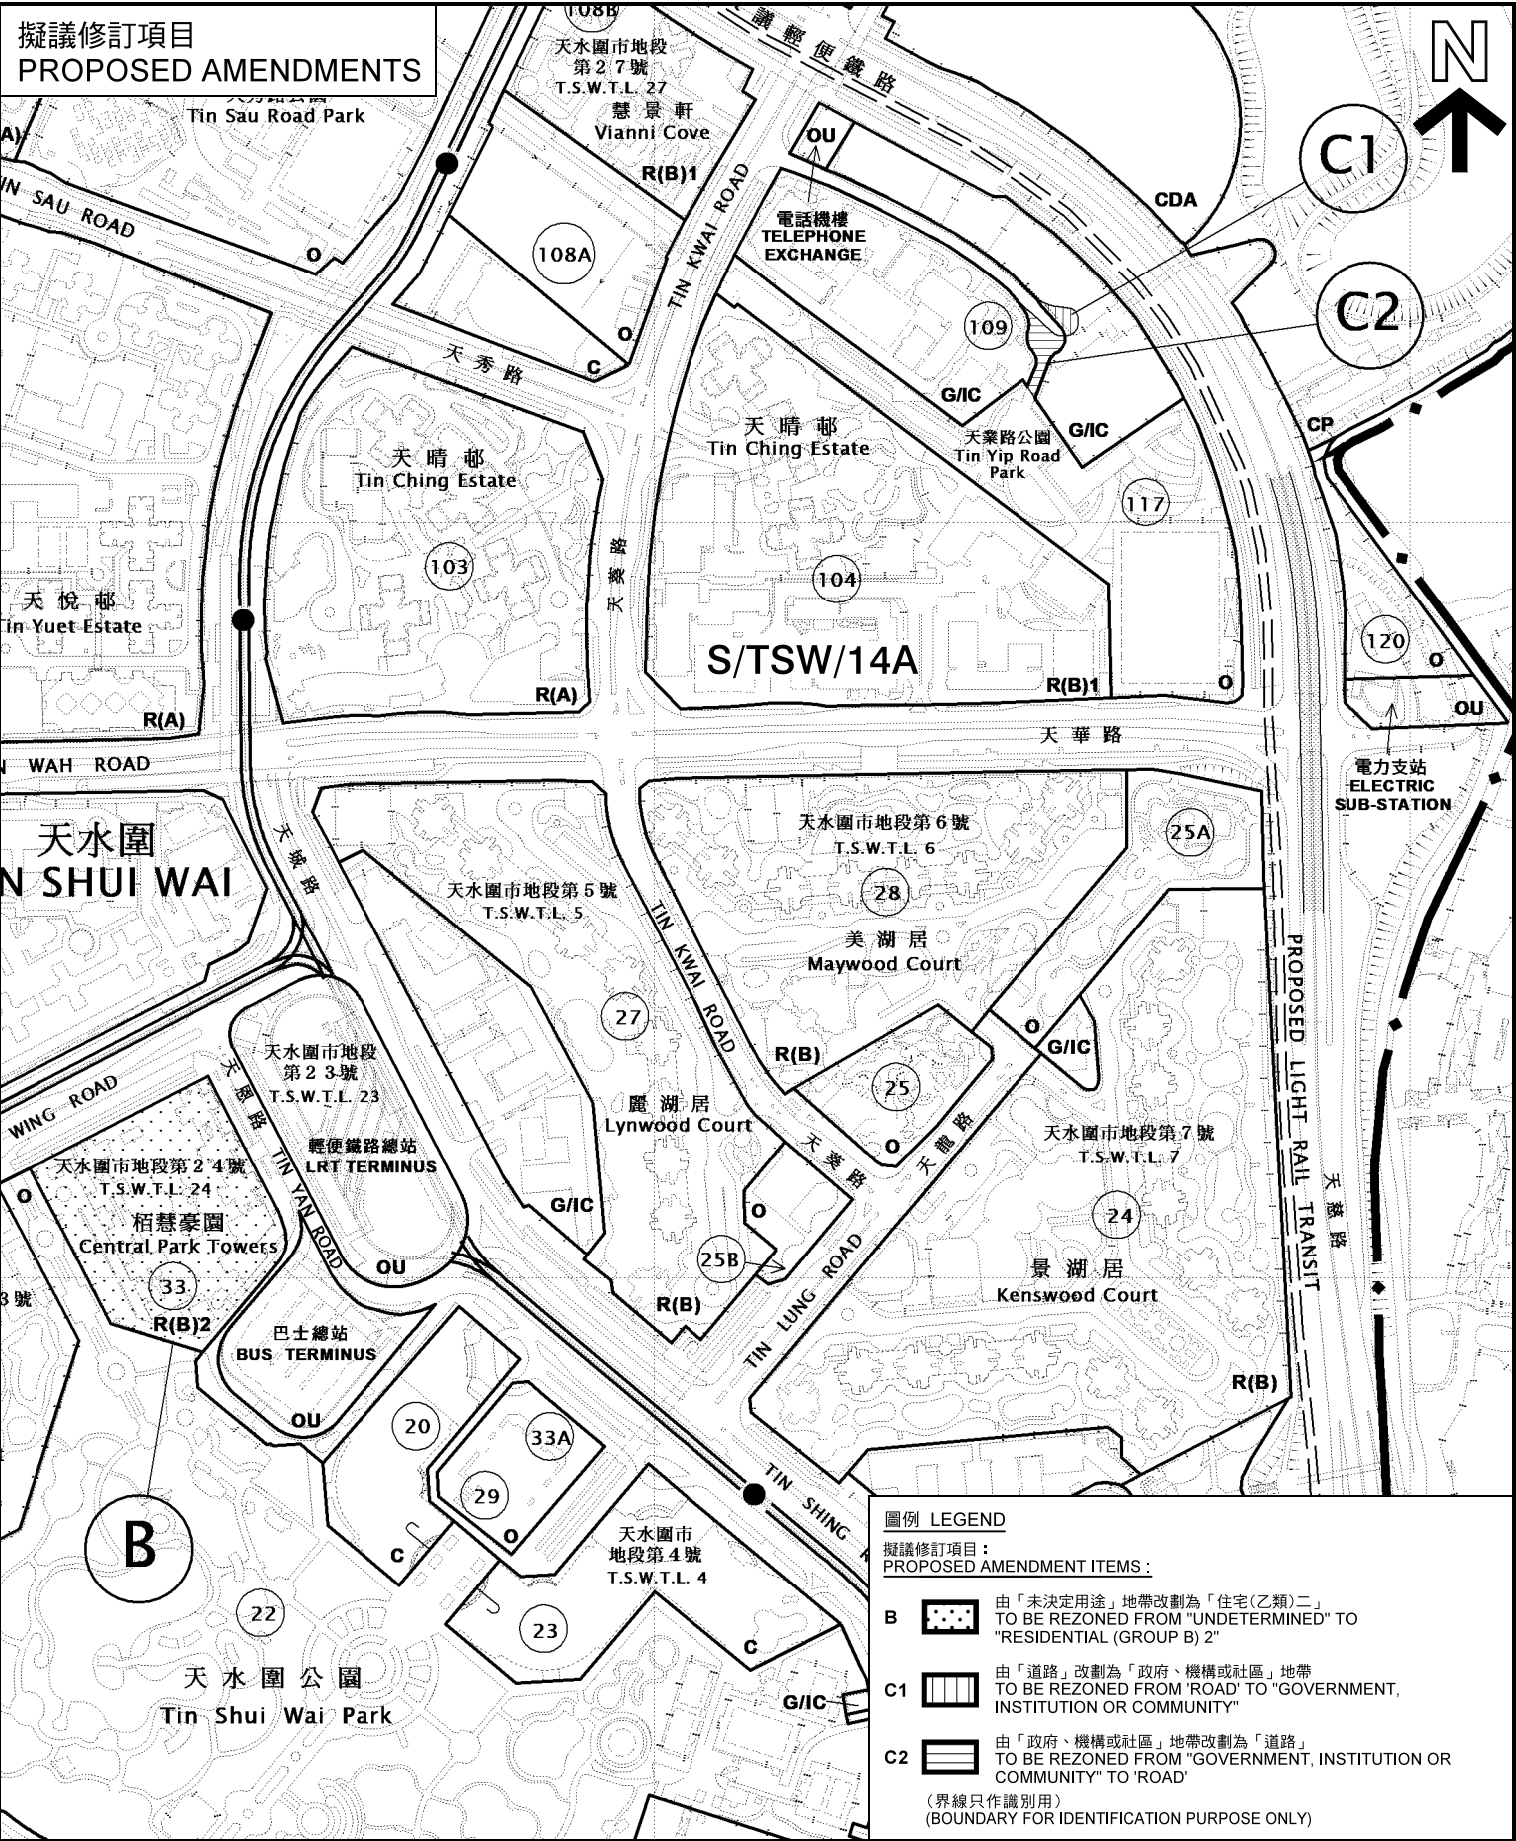 擬議修訂項目
PROPOSED AMENDMENTS
Tin Sau Road Park
108B
天水圍市地段
第27號
T.S.W.T.L. 27
慧景軒
Vianni Cove
R(B)1
議輕便鐵路
N
C1
C2
CDA
OU
電話機樓
TELEPHONE
EXCHANGE
SAU ROAD
O
108A
O
C
TIN KWAI ROAD
109
G/IC
G/IC
天秀路
天晴邨
Tin Ching Estate
103
天晴邨
Tin Ching Estate
104
天業路公園
Tin Yip Road
Park
117
CP
天葵路
天悅邨
Yuet Estate
R(A)
R(A)
S/TSW/14A
R(B)1
O
120
O
OU
電力支站
ELECTRIC
SUB-STATION
WAH ROAD
天華路
天水圍
SHUI WAI
天城路
天水圍市地段第5號
T.S.W.T.L. 5
天水圍市地段第6號
T.S.W.T.L. 6
28
美湖居
Maywood Court
25A
TIN KWAI ROAD
27
麗湖居
Lynwood Court
R(B)
25
O
O
G/IC
天水圍市地段
第23號
T.S.W.T.L. 23
輕便鐵路總站
LRT TERMINUS
OU
天恩路
TIN YAN ROAD
WING ROAD
天水圍市地段第24號
T.S.W.T.L. 24
栢慧豪園
Central Park Towers
33
R(B)2
O
3號
巴士總站
BUS TERMINUS
OU
G/IC
天葵路
天龍路
O
25B
R(B)
TIN LUNG ROAD
天水圍市地段第7號
T.S.W.T.L. 7
24
景湖居
Kenswood Court
R(B)
PROPOSED LIGHT RAIL TRANSIT
天慈路
20
33A
29
O
C
B
天水圍市
地段第4號
T.S.W.T.L. 4
23
C
TIN SHING
22
天水圍公園
Tin Shui Wai Park
G/IC
圖例 LEGEND
擬議修訂項目：
PROPOSED AMENDMENT ITEMS :
B
由「未決定用途」地帶改劃為「住宅(乙類)二」
TO BE REZONED FROM "UNDETERMINED" TO
"RESIDENTIAL (GROUP B) 2"
C1
由「道路」改劃為「政府、機構或社區」地帶
TO BE REZONED FROM 'ROAD' TO "GOVERNMENT,
INSTITUTION OR COMMUNITY"
C2
由「政府、機構或社區」地帶改劃為「道路」
TO BE REZONED FROM "GOVERNMENT, INSTITUTION OR
COMMUNITY" TO 'ROAD'
(界線只作識別用)
(BOUNDARY FOR IDENTIFICATION PURPOSE ONLY)